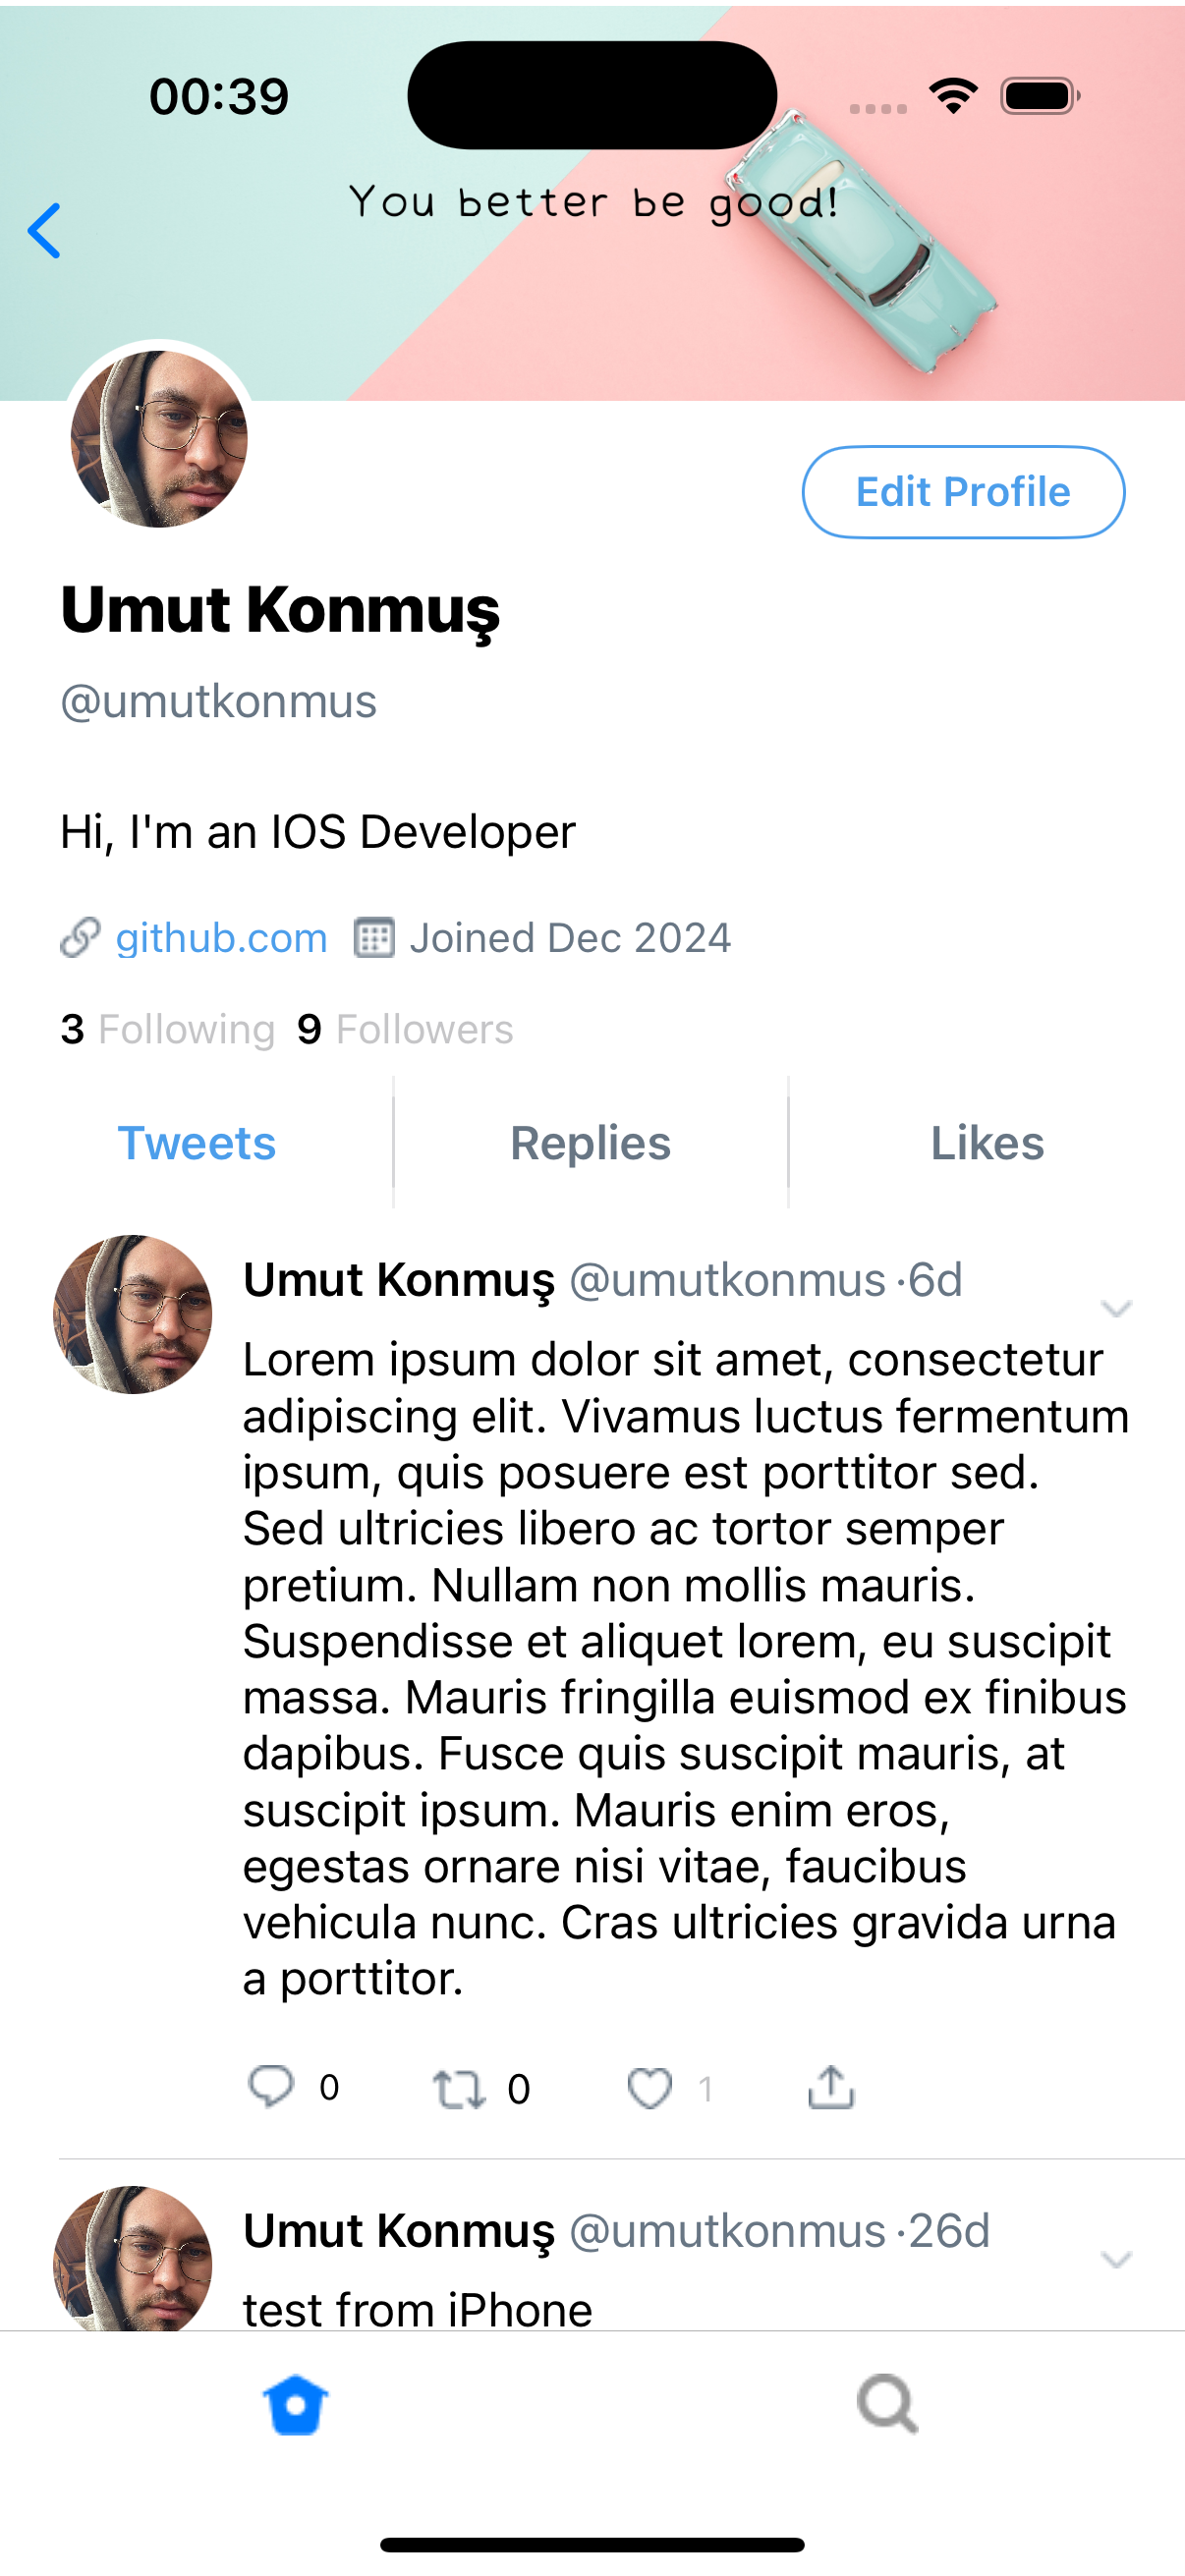 00:39
You better be good!
Edit Profile
Umut Konmuş
@umutkonmus
Hi, I'm an IOS Developer
github.com Joined Dec 2024
3 Following 9 Followers
Tweets Replies Likes
Umut Konmuş @umutkonmus ·6d
Lorem ipsum dolor sit amet, consectetur
adipiscing elit. Vivamus luctus fermentum
ipsum, quis posuere est porttitor sed.
Sed ultricies libero ac tortor semper
pretium. Nullam non mollis mauris.
Suspendisse et aliquet lorem, eu suscipit
massa. Mauris fringilla euismod ex finibus
dapibus. Fusce quis suscipit mauris, at
suscipit ipsum. Mauris enim eros,
egestas ornare nisi vitae, faucibus
vehicula nunc. Cras ultricies gravida urna
a porttitor.
0 0 1
Umut Konmuş @umutkonmus ·26d
test from iPhone